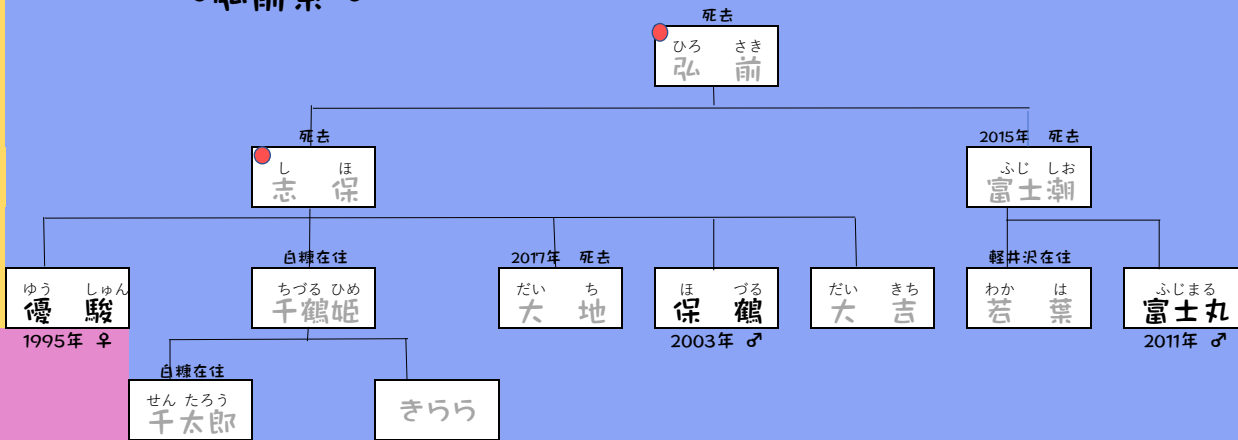 弘前系
死去
ひろ さき
弘 前
死去
し ほ
志 保
2015年 死去
ふじ しお
富士潮
ゆう しゅん
優 駿
1995年 ♀
白糠在住
ちづる ひめ
千鶴姫
2017年 死去
だい ち
大 地
ほ づる
保 鶴
2003年 ♂
だい きち
大 吉
軽井沢在住
わか は
若 葉
ふじまる
富士丸
2011年 ♂
白糠在住
せん たろう
千太郎
きらら